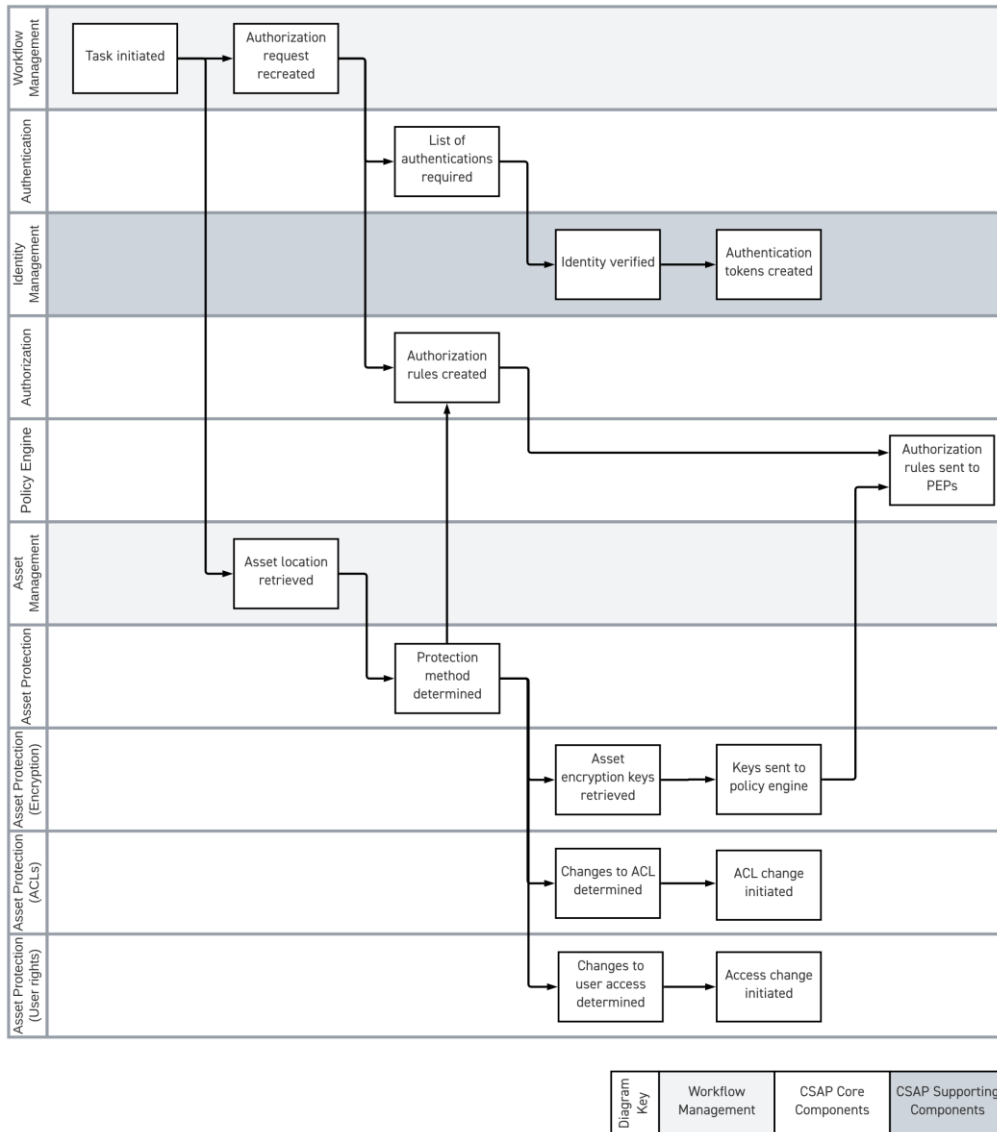 Workflow
Management
Task initiated
Authorization
request
recreated
Authentication
List of
authentications
required
Identity
Management
Identity verified
Authentication
tokens created
Authorization
Authorization
rules created
Policy Engine
Authorization
rules sent to
PEPs
Asset
Management
Asset location
retrieved
Asset Protection
Protection
method
determined
Asset Protection
(Encryption)
Asset
encryption keys
retrieved
Keys sent to
policy engine
Asset Protection
(ACLs)
Changes to ACL
determined
ACL change
initiated
Asset Protection
(User rights)
Changes to
user access
determined
Access change
initiated
Diagram
Key
Workflow
Management
CSAP Core
Components
CSAP Supporting
Components